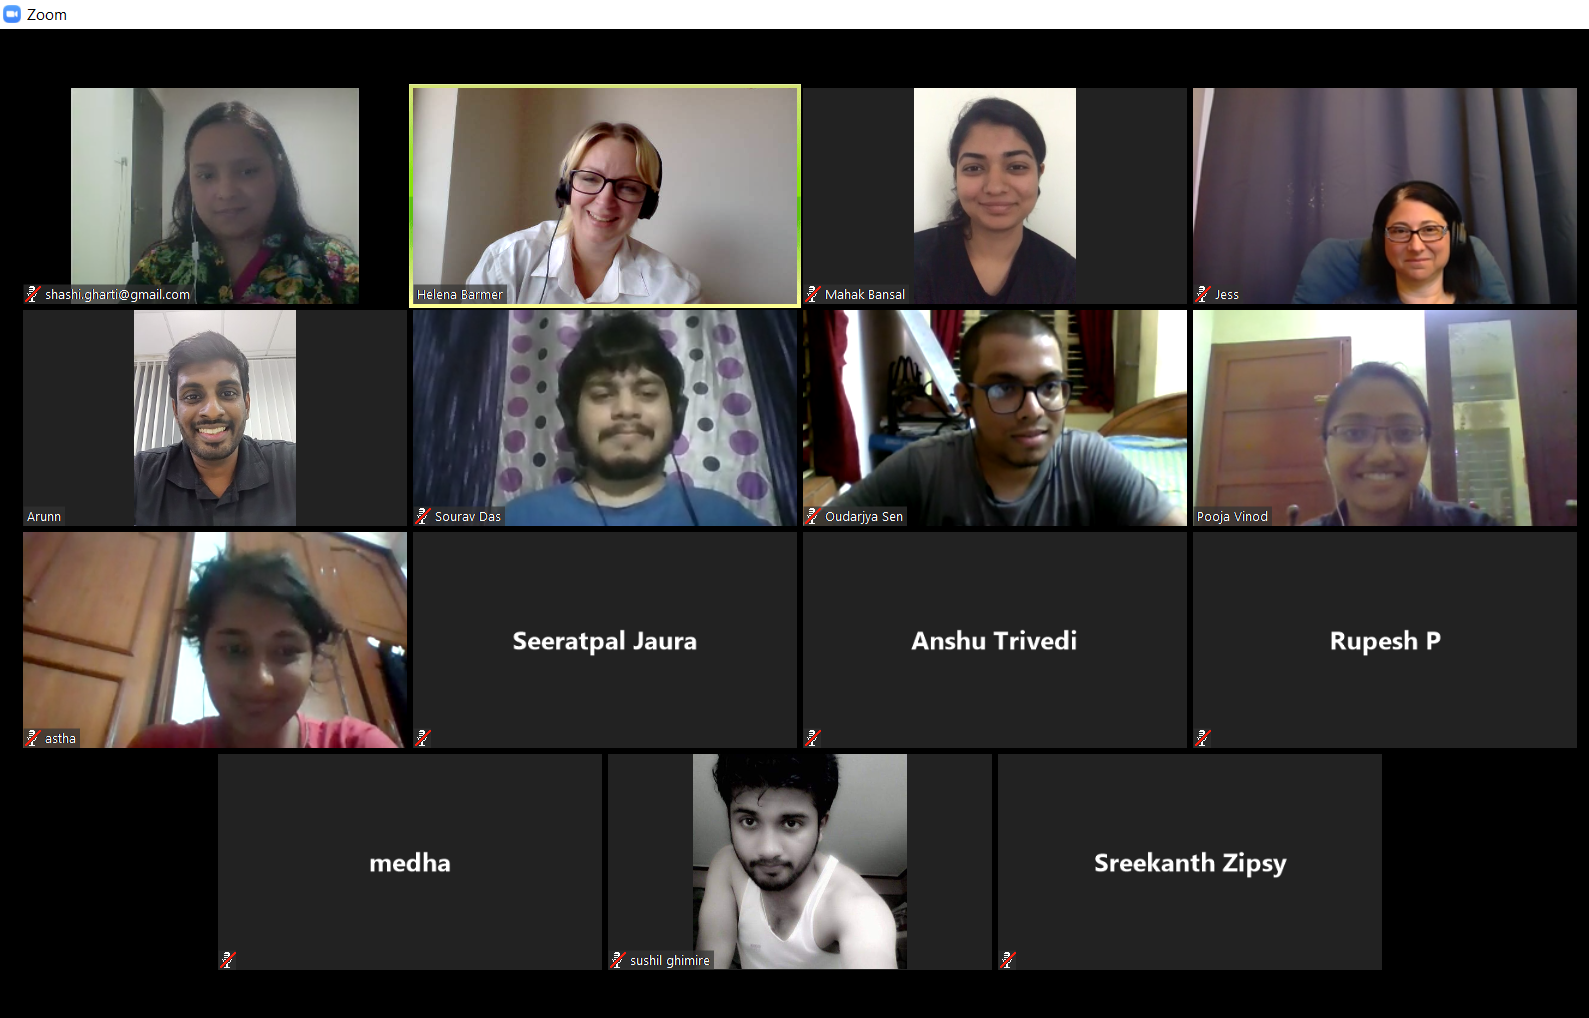 Zoom
shashi.gharti@gmail.com
Helena Barmer
Mahak Bansal
Jess
Arunn
Sourav Das
Oudarjya Sen
Pooja Vinod
astha
Seeratpal Jaura
Anshu Trivedi
Rupesh P
medha
sushil ghimire
Sreekanth Zipsy